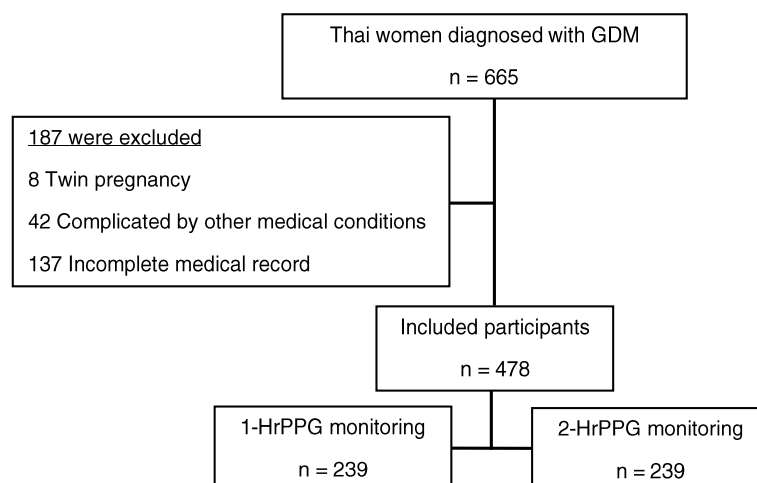 Thai women diagnosed with GDM
n = 665
187 were excluded
8 Twin pregnancy
42 Complicated by other medical conditions
137 Incomplete medical record
Included participants
n = 478
1-HrPPG monitoring
n = 239
2-HrPPG monitoring
n = 239